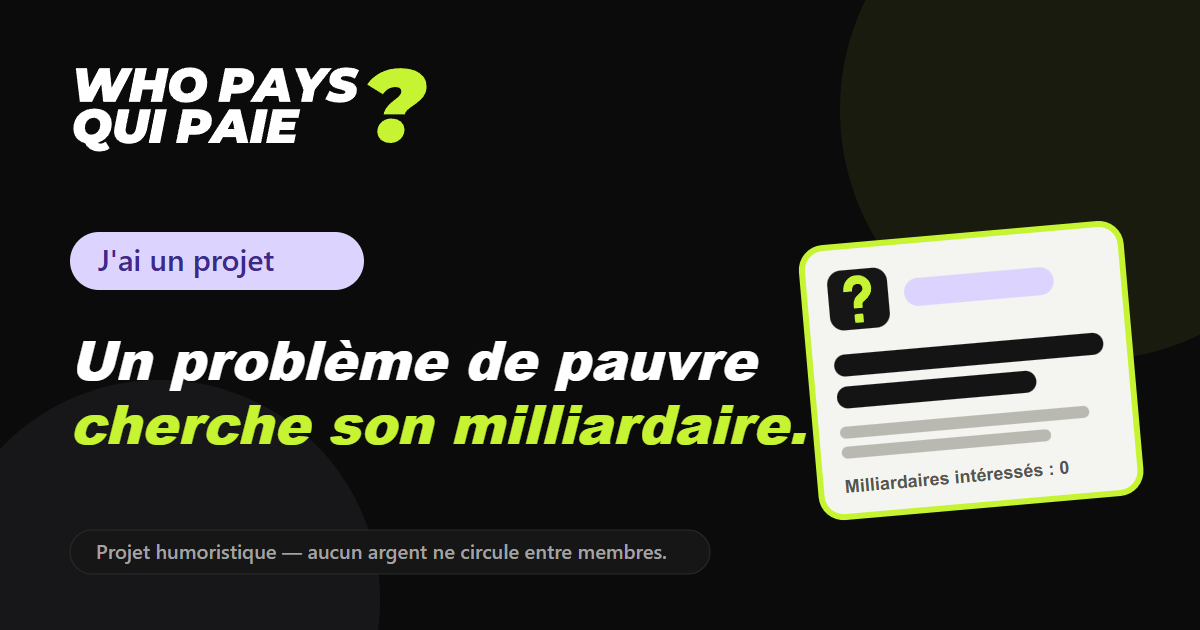 WHO PAYS
QUI PAIE ?
J'ai un projet
Un problème de pauvre
cherche son milliardaire.
?
Milliardaires intéressés : 0
Projet humoristique — aucun argent ne circule entre membres.